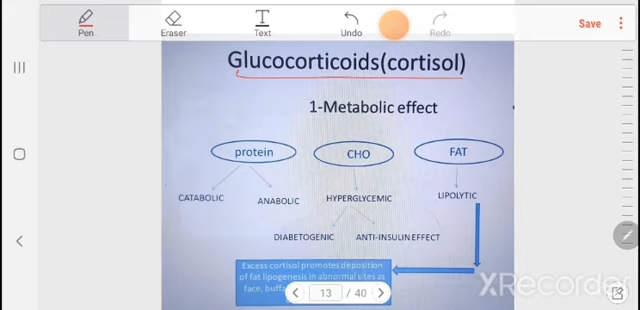 Pen
Eraser
Text
Undo
Redo
Save
Glucocorticoids(cortisol)
1-Metabolic effect
protein
CHO
FAT
CATABOLIC
ANABOLIC
HYPERGLYCEMIC
LIPOLYTIC
DIABETOGENIC
ANTI-INSULIN EFFECT
Excess cortisol promotes deposition
of fat lipogenesis in abnormal sites as
face,
13 / 40
XRecorder